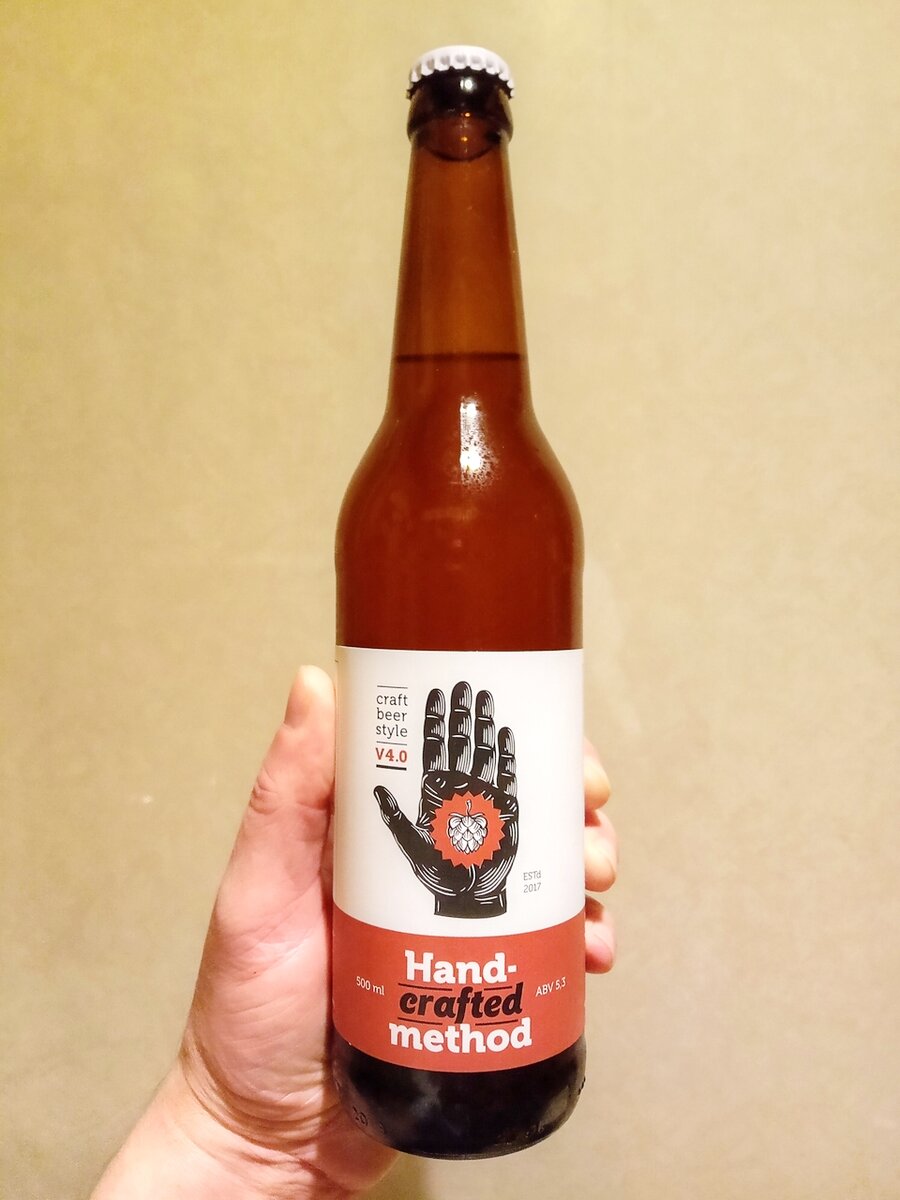 craft
beer
style
V4.0
ESTd
2017
Hand-
500 ml
crafted
ABV 5,3
method